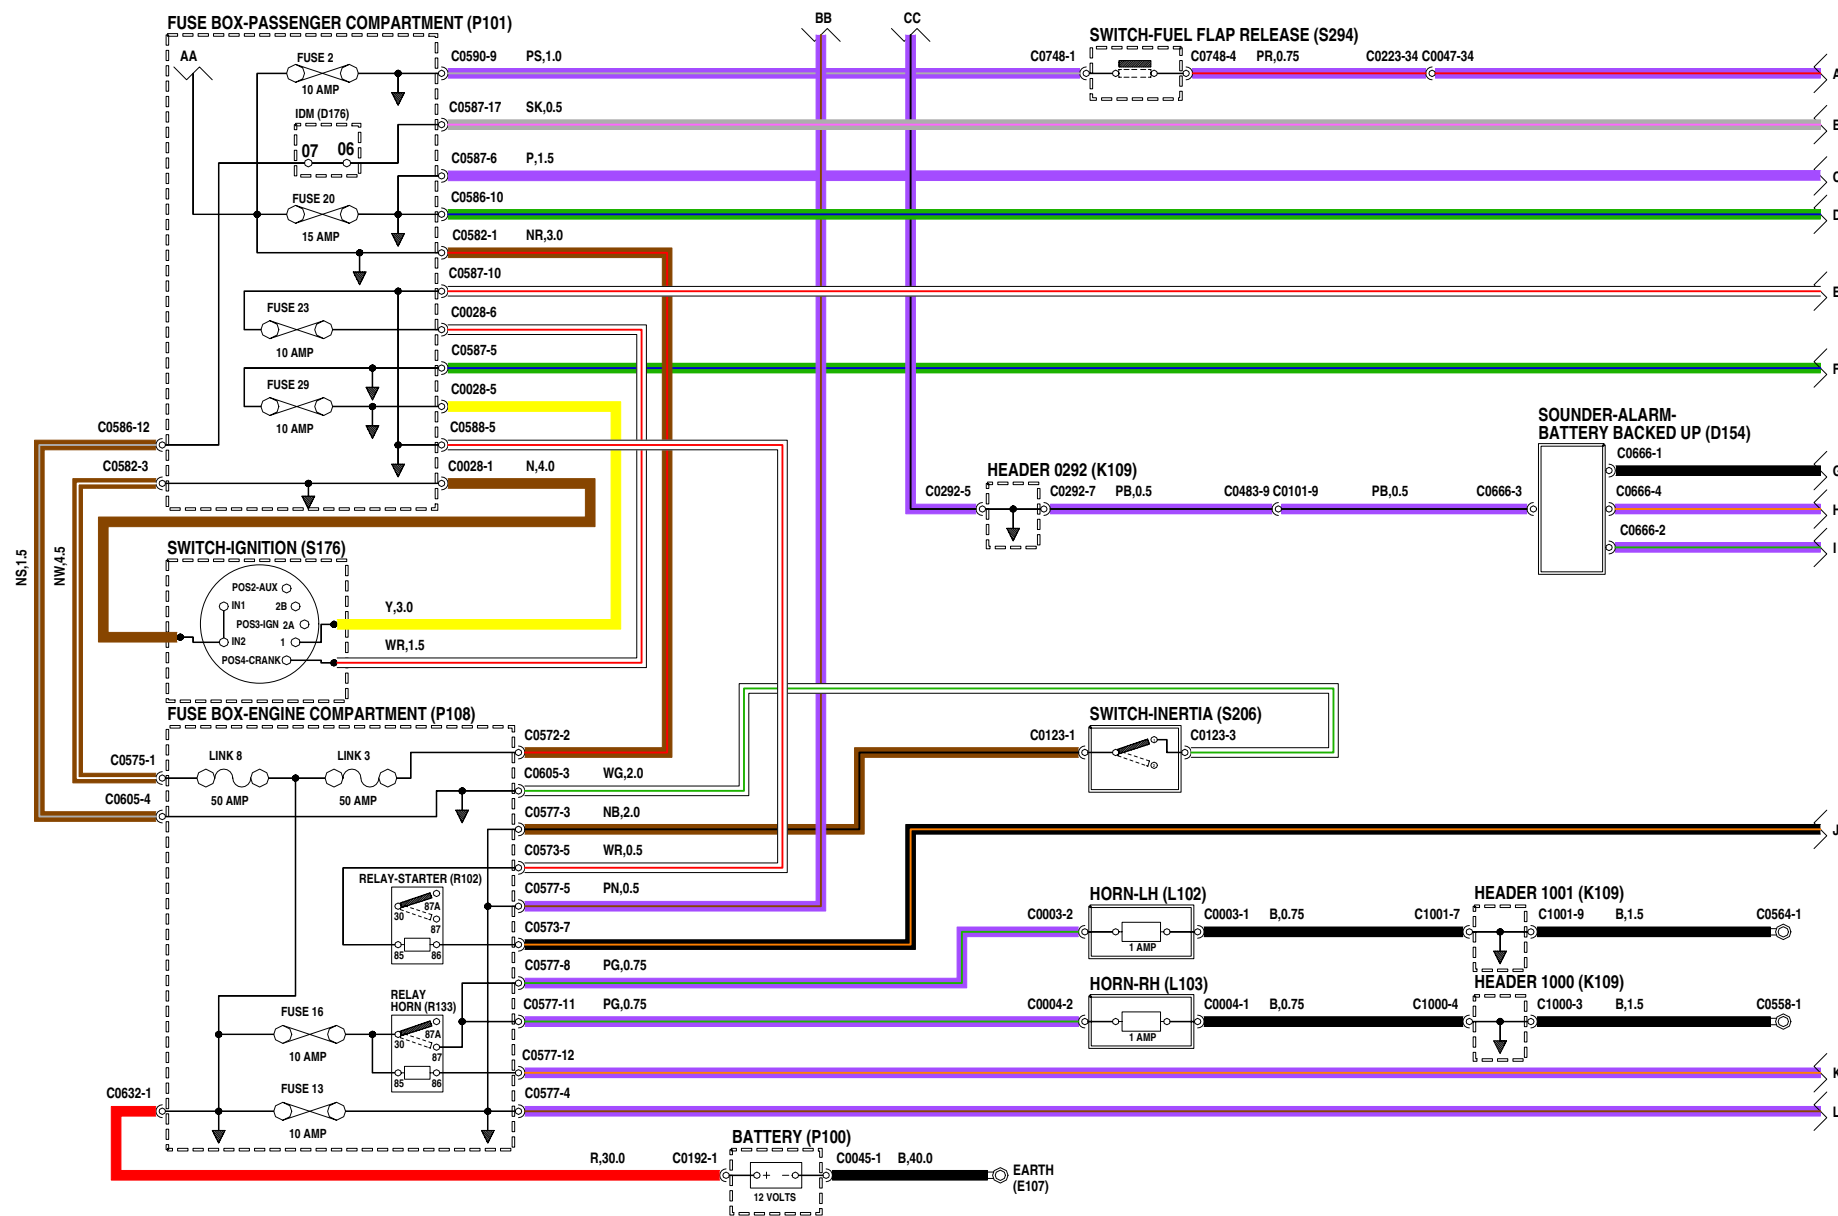 FUSE BOX-PASSENGER COMPARTMENT (P101)
BB
CC
SWITCH-FUEL FLAP RELEASE (S294)
AA
FUSE 2
10 AMP
C0590-9 PS,1.0
C0748-1
C0748-4 PR,0.75
C0223-34 C0047-34
A
IDM (D176)
07 06
C0587-17 SK,0.5
C0587-6 P,1.5
FUSE 20
15 AMP
C0586-10
D
C0582-1 NR,3.0
C0587-10
FUSE 23
10 AMP
C0028-6
C0587-5
F
FUSE 29
10 AMP
C0028-5
C0586-12
C0588-5
C0582-3
C0028-1 N,4.0
SOUNDER-ALARM-
BATTERY BACKED UP (D154)
C0666-1
HEADER 0292 (K109)
C0292-5
C0292-7 PB,0.5
C0483-9 C0101-9
PB,0.5
C0666-3
C0666-4
H
C0666-2
I
NS,1.5
NW,4.5
SWITCH-IGNITION (S176)
POS2-AUX
IN1
2B
POS3-IGN 2A
IN2
1
POS4-CRANK
Y,3.0
WR,1.5
FUSE BOX-ENGINE COMPARTMENT (P108)
C0575-1
LINK 8
50 AMP
LINK 3
50 AMP
C0605-4
C0572-2
C0605-3 WG,2.0
C0577-3 NB,2.0
C0573-5 WR,0.5
SWITCH-INERTIA (S206)
C0123-1
C0123-3
J
RELAY-STARTER (R102)
30
87A
87
85
86
C0577-5 PN,0.5
C0573-7
C0577-8 PG,0.75
HORN-LH (L102)
C0003-2
1 AMP
C0003-1 B,0.75
C1001-7
HEADER 1001 (K109)
C1001-9 B,1.5
C0564-1
FUSE 16
10 AMP
RELAY
HORN (R133)
30
87A
87
85
86
C0577-11 PG,0.75
HORN-RH (L103)
C0004-2
1 AMP
C0004-1 B,0.75
C1000-4
HEADER 1000 (K109)
C1000-3 B,1.5
C0558-1
C0577-12
K
C0632-1
FUSE 13
10 AMP
C0577-4
L
R,30.0
C0192-1
BATTERY (P100)
+ -
12 VOLTS
C0045-1 B,40.0
EARTH
(E107)